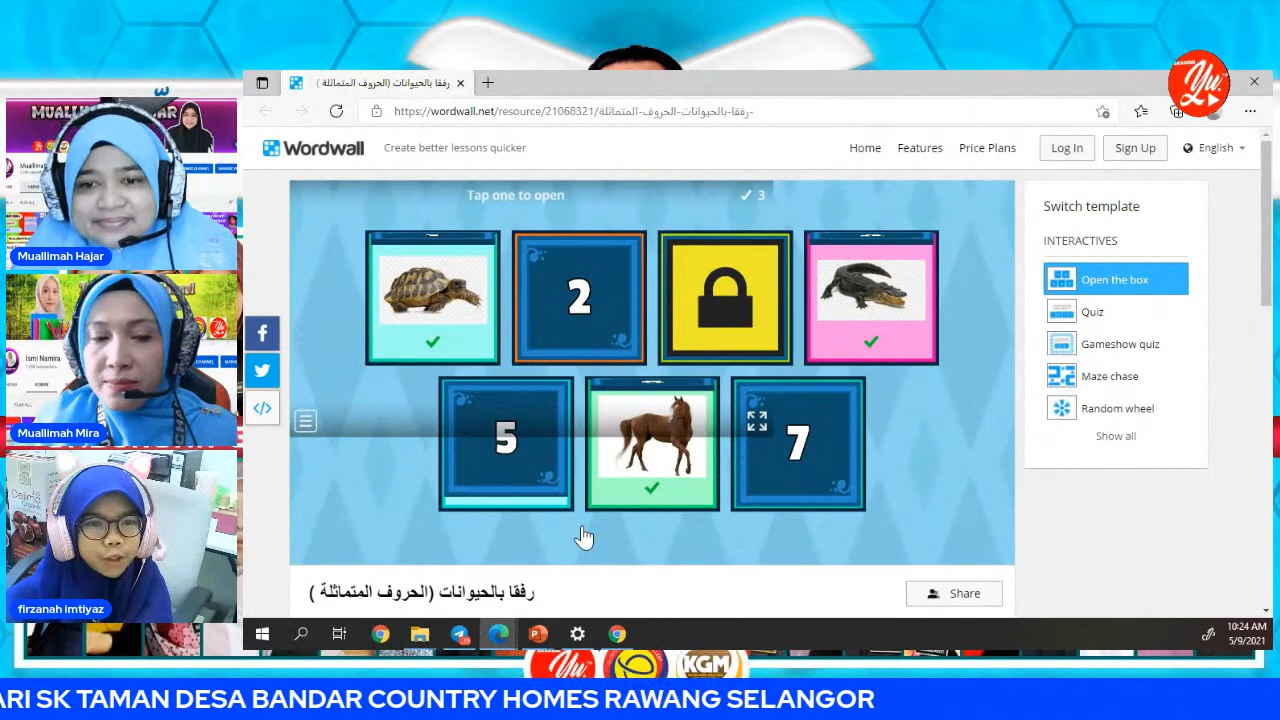 رفقا بالحيوانات (الحروف المتماثلة )
https://wordwall.net/resource/21068321/رفقا-بالحيوانات-الحروف-المتماثلة-
Wordwall
Create better lessons quicker
Home
Features
Price Plans
Log In
Sign Up
English
Tap one to open
3
2
5
7
Switch template
INTERACTIVES
Open the box
Quiz
Gameshow quiz
Maze chase
Random wheel
Show all
رفقا بالحيوانات (الحروف المتماثلة )
Share
Muallimah Hajar
Ismi Namira
Muallimah Mira
firzanah imtiyaz
10:24 AM
5/9/2021
Yu
KGM
ARI SK TAMAN DESA BANDAR COUNTRY HOMES RAWANG SELANGOR